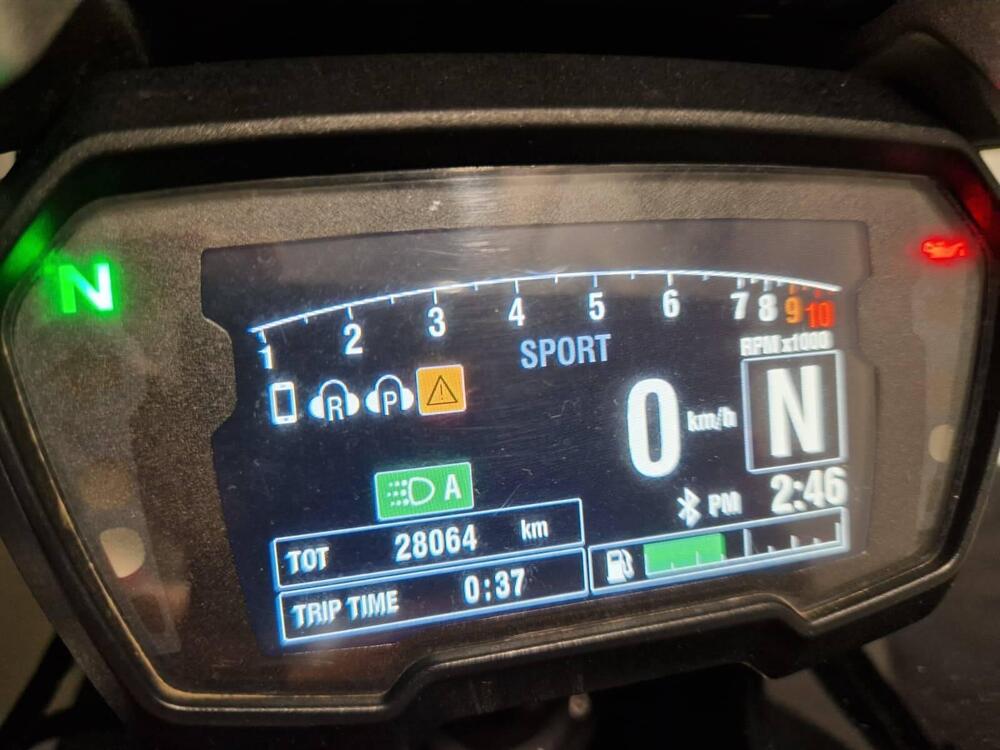 N
1 2 3 4 5 6 7 8 9 10
SPORT
RPM x1000
R P
0 km/h
N
A
PM 2:46
TOT 28064 km
TRIP TIME 0:37